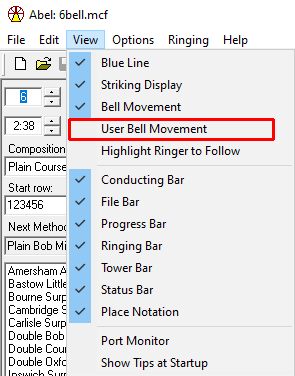 Abel: 6bell.mcf
File Edit View Options Ringing Help
6
2:38
Composition
Plain Course
Start row:
123456
Next Method
Plain Bob Mi
Amersham A
Bastow Little
Bourne Surp
Cambridge S
Carlisle Surp
Double Bob
Double Cour
Double Oxfo
Ipswich Surp
Blue Line
Striking Display
Bell Movement
User Bell Movement
Highlight Ringer to Follow
Conducting Bar
File Bar
Progress Bar
Ringing Bar
Tower Bar
Status Bar
Place Notation
Port Monitor
Show Tips at Startup